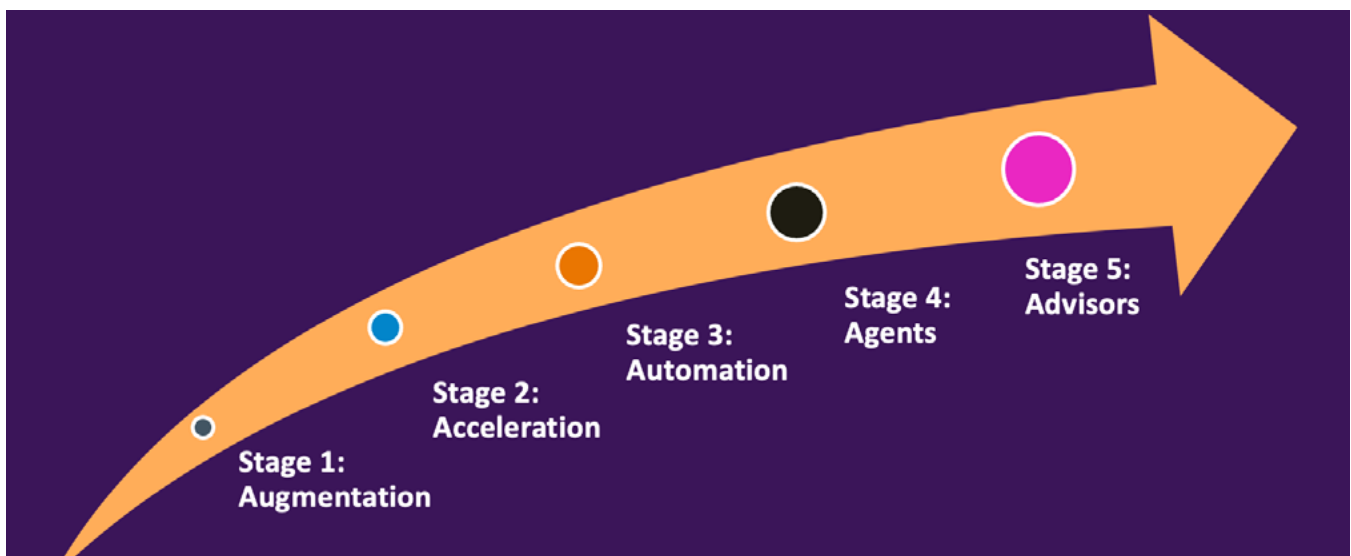 Stage 1:
Augmentation
Stage 2:
Acceleration
Stage 3:
Automation
Stage 4:
Agents
Stage 5:
Advisors